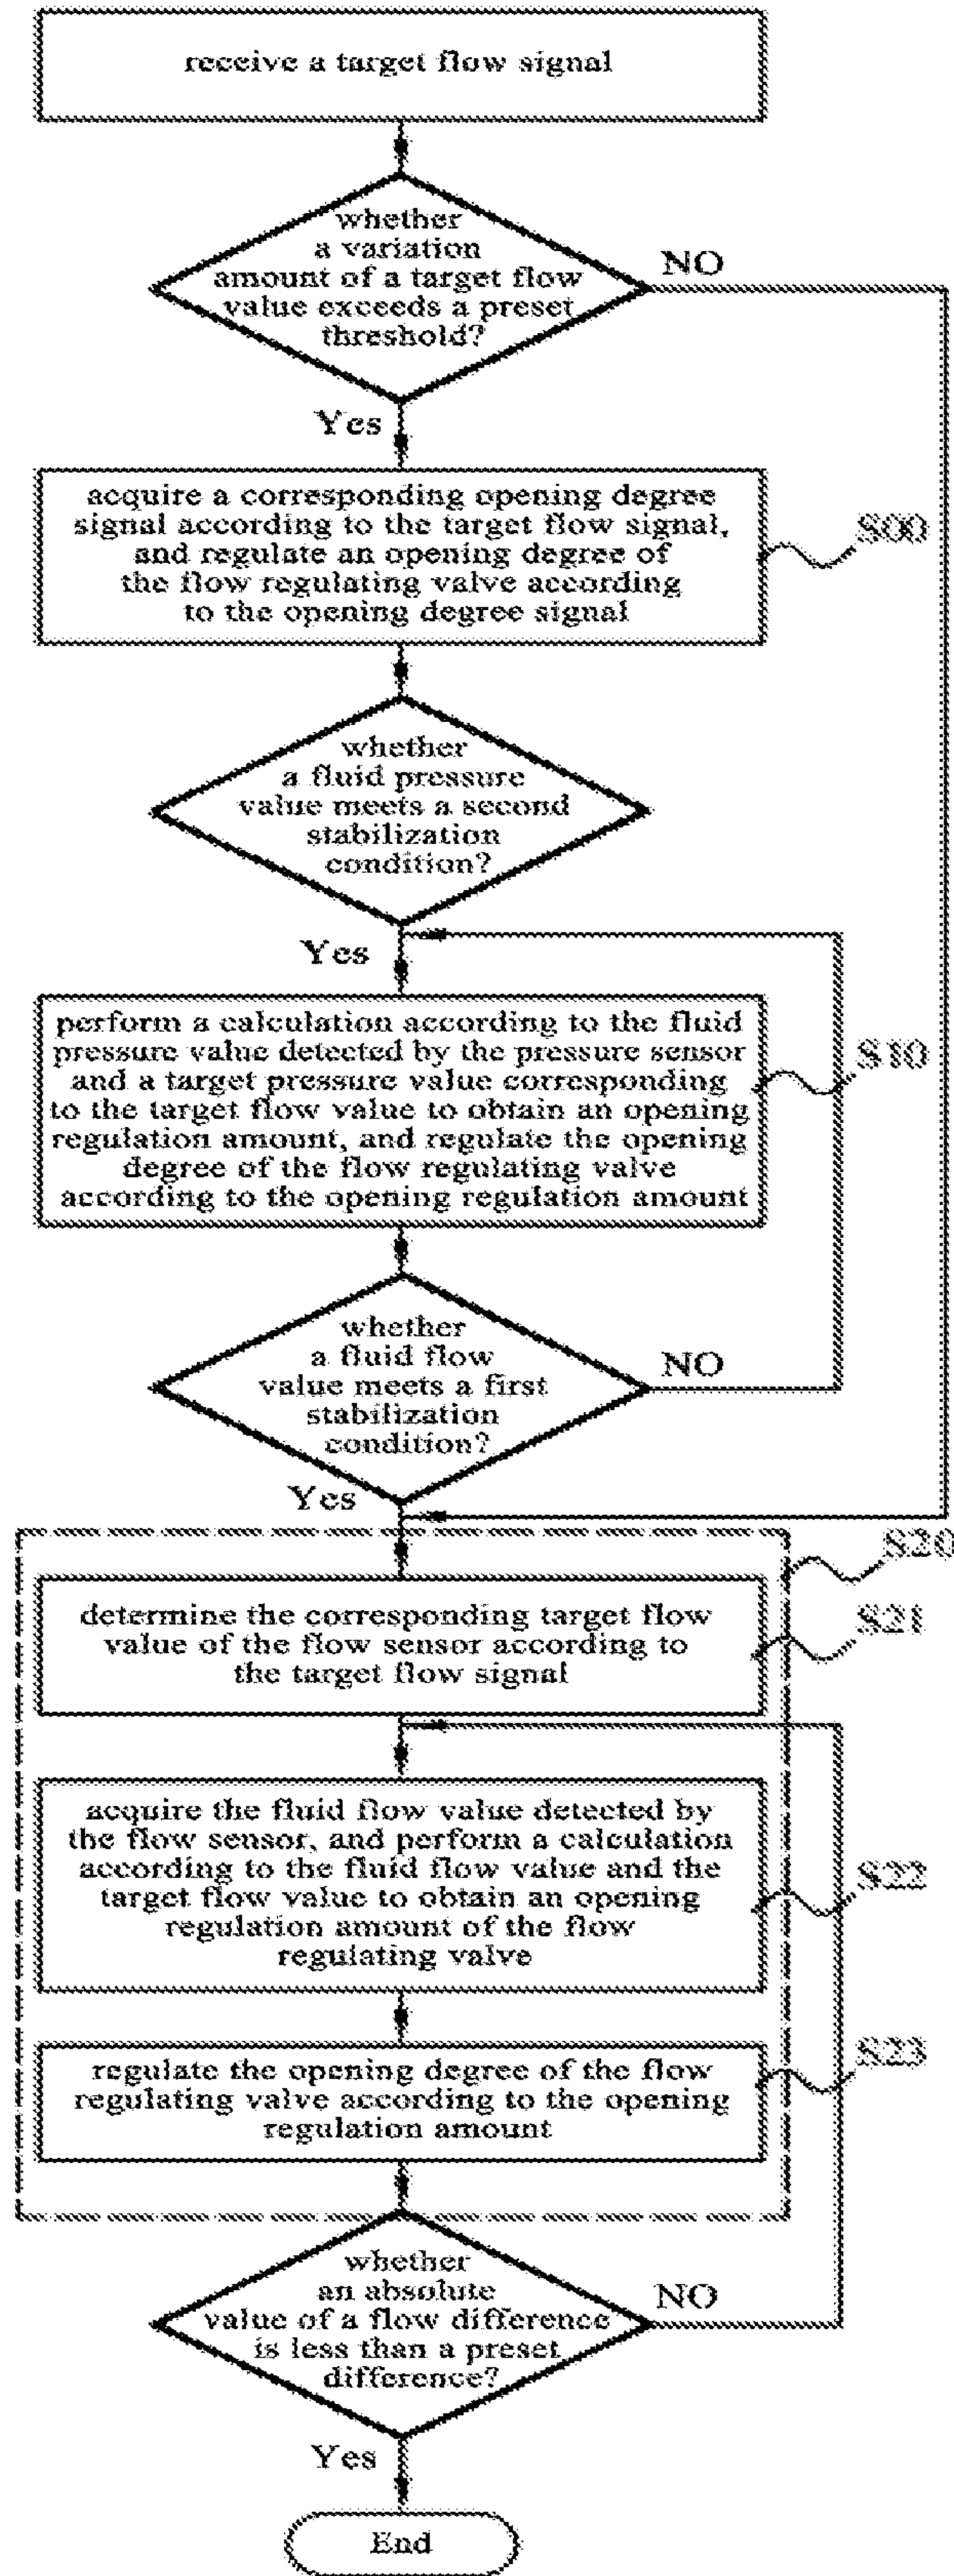 receive a target flow signal
whether
a variation
amount of a target flow
value exceeds a preset
threshold?
NO
Yes
acquire a corresponding opening degree
signal according to the target flow signal,
and regulate an opening degree of
the flow regulating valve according
to the opening degree signal
S00
whether
a fluid pressure
value meets a second
stabilization
condition?
Yes
perform a calculation according to the fluid
pressure value detected by the pressure sensor
and a target pressure value corresponding
to the target flow value to obtain an opening
regulation amount, and regulate the opening
degree of the flow regulating valve
according to the opening regulation amount
S10
whether
a fluid flow
value meets a first
stabilization
condition?
NO
Yes
S20
determine the corresponding target flow
value of the flow sensor according to
the target flow signal
S21
acquire the fluid flow value detected by
the flow sensor, and perform a calculation
according to the fluid flow value and the
target flow value to obtain an opening
regulation amount of the flow
regulating valve
S22
regulate the opening degree of the flow
regulating valve according to the opening
regulation amount
S23
whether
an absolute
value of a flow difference
is less than a preset
difference?
NO
Yes
End